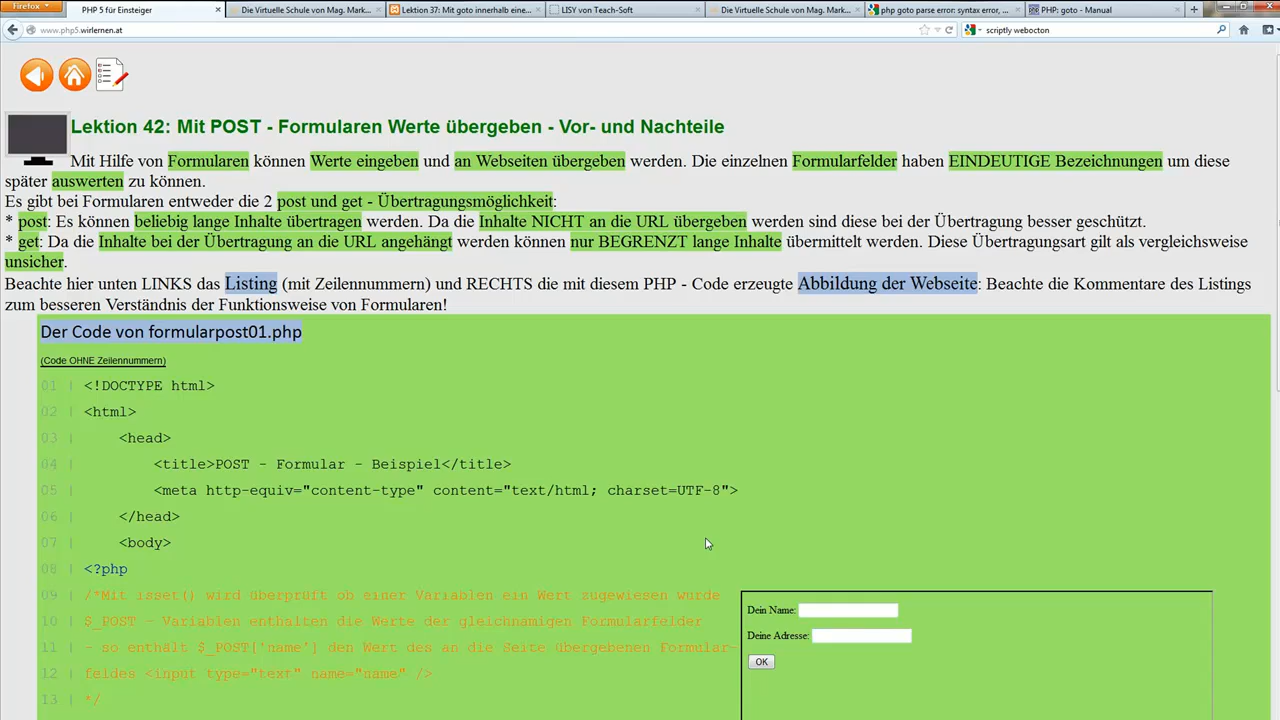 Firefox
PHP 5 für Einsteiger
Die Virtuelle Schule von Mag. Mark...
Lektion 37: Mit goto innerhalb eine...
LISY von Teach-Soft
Die Virtuelle Schule von Mag. Mark...
php goto parse error: syntax error, ...
PHP: goto - Manual
www.php5.wirlernen.at
scriptly webocton
Lektion 42: Mit POST - Formularen Werte übergeben - Vor- und Nachteile
Mit Hilfe von Formularen können Werte eingeben und an Webseiten übergeben werden. Die einzelnen Formularfelder haben EINDEUTIGE Bezeichnungen um diese
später auswerten zu können.
Es gibt bei Formularen entweder die 2 post und get - Übertragungsmöglichkeit:
* post: Es können beliebig lange Inhalte übertragen werden. Da die Inhalte NICHT an die URL übergeben werden sind diese bei der Übertragung besser geschützt.
* get: Da die Inhalte bei der Übertragung an die URL angehängt werden können nur BEGRENZT lange Inhalte übermittelt werden. Diese Übertragungsart gilt als vergleichsweise
unsicher.
Beachte hier unten LINKS das Listing (mit Zeilennummern) und RECHTS die mit diesem PHP - Code erzeugte Abbildung der Webseite: Beachte die Kommentare des Listings
zum besseren Verständnis der Funktionsweise von Formularen!
Der Code von formularpost01.php
(Code OHNE Zeilennummern)
01 | <!DOCTYPE html>
02 | <html>
03 | <head>
04 | <title>POST - Formular - Beispiel</title>
05 | <meta http-equiv="content-type" content="text/html; charset=UTF-8">
06 | </head>
07 | <body>
08 | <?php
09 | /*Mit isset() wird überprüft ob einer Variablen ein Wert zugewiesen wurde
10 | $_POST - Variablen enthalten die Werte der gleichnamigen Formularfelder
11 | - so enthält $_POST['name'] den Wert des an die Seite übergebenen Formular-
12 | feldes <input type="text" name="name" />
13 | */
Dein Name:
Deine Adresse:
OK